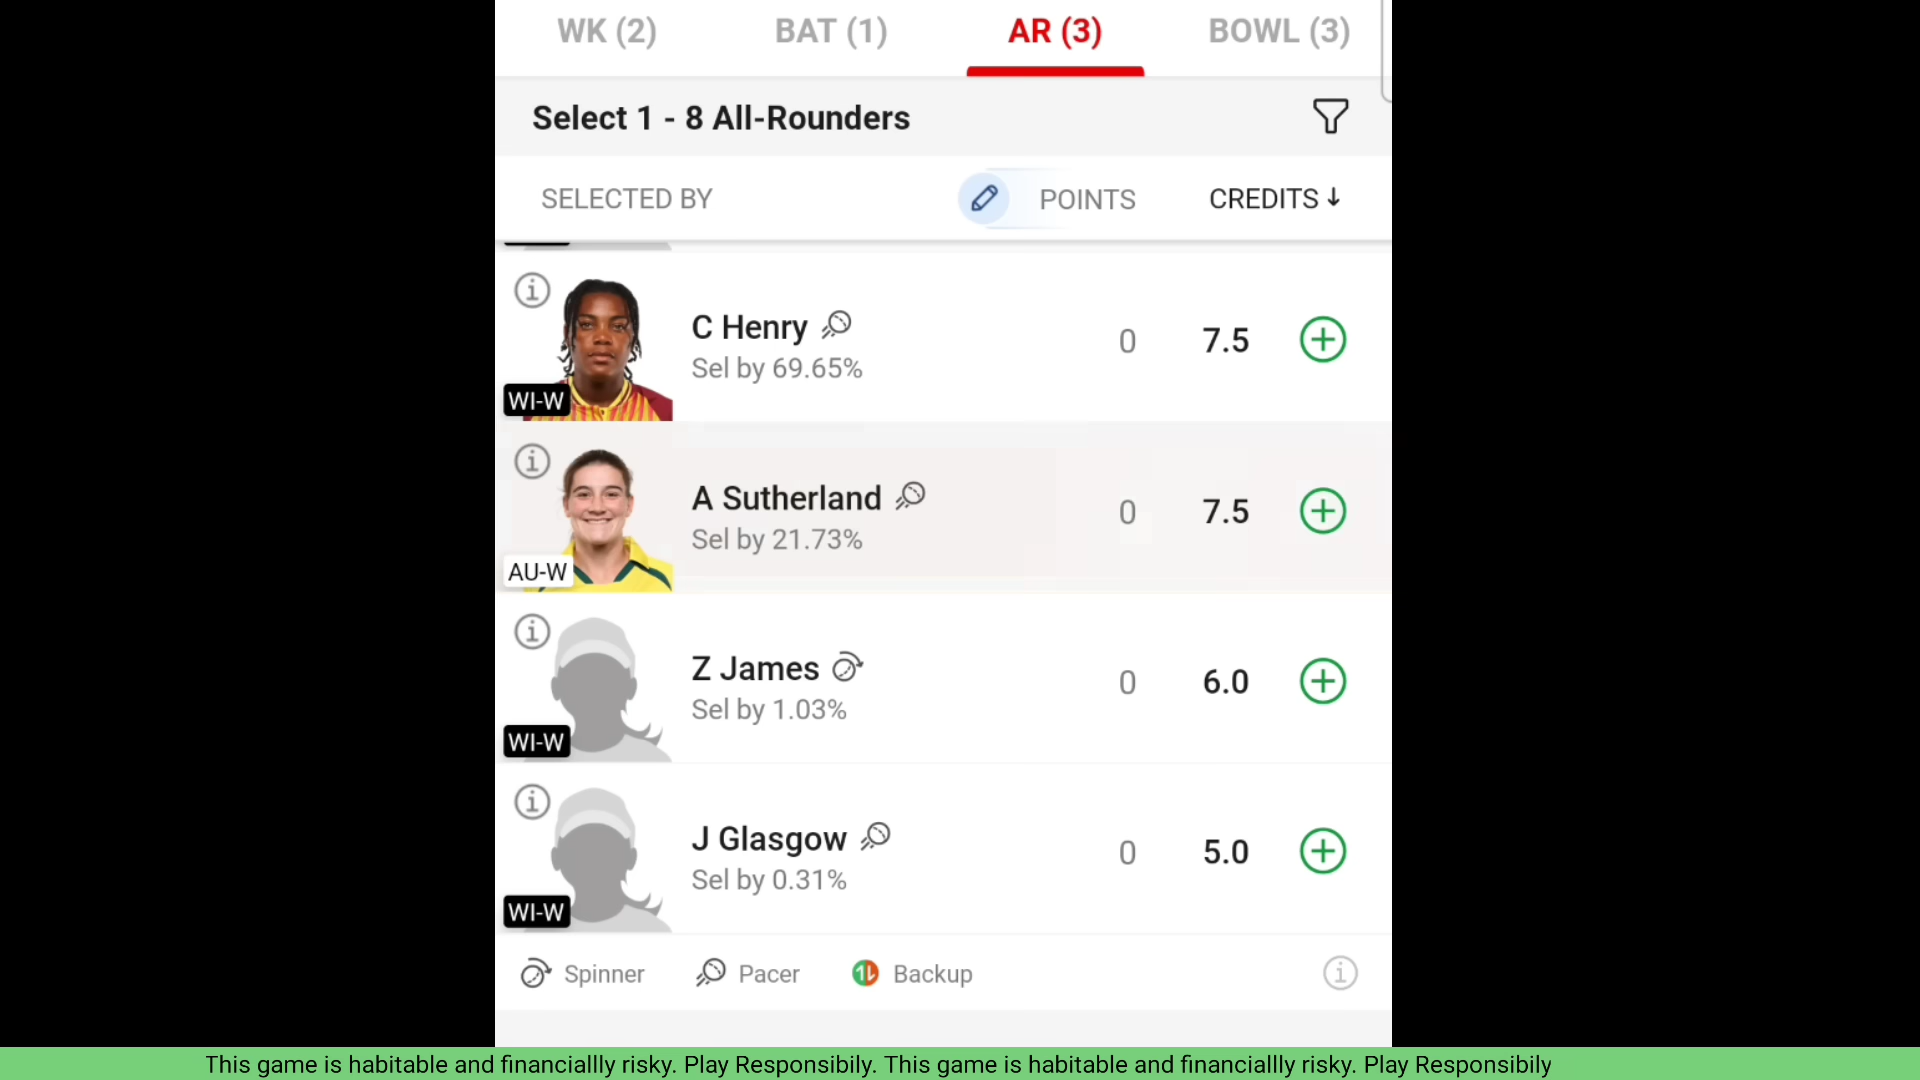 WK (2) BAT (1) AR (3) BOWL (3)
Select 1 - 8 All-Rounders
SELECTED BY POINTS CREDITS↓
C Henry 0 7.5
Sel by 69.65%
WI-W
A Sutherland 0 7.5
Sel by 21.73%
AU-W
Z James 0 6.0
Sel by 1.03%
WI-W
J Glasgow 0 5.0
Sel by 0.31%
WI-W
Spinner Pacer Backup
This game is habitable and financiallly risky. Play Responsibily. This game is habitable and financiallly risky. Play Responsibily